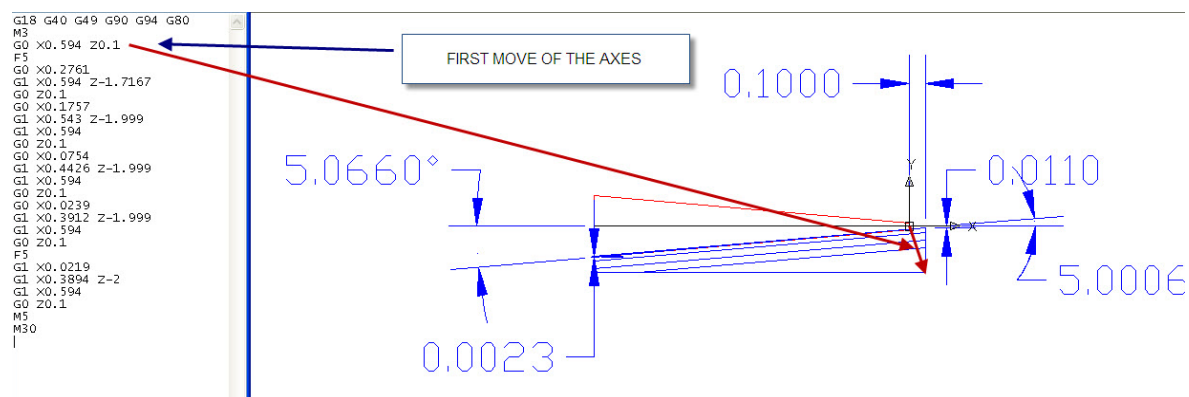 G18 G40 G49 G90 G94 G80
M3
G0 X0.594 Z0.1
F5
G0 X0.2761
G1 X0.594 Z-1.7167
G0 Z0.1
G0 X0.1757
G1 X0.543 Z-1.999
G1 X0.594
G0 Z0.1
G0 X0.0754
G1 X0.4426 Z-1.999
G1 X0.594
G0 Z0.1
G0 X0.0239
G1 X0.3912 Z-1.999
G1 X0.594
G0 Z0.1
F5
G1 X0.0219
G1 X0.3894 Z-2
G1 X0.594
G0 Z0.1
M5
M30
FIRST MOVE OF THE AXES
0.1000
5.0660°
Y
0.0110
X
5.0006
0.0023